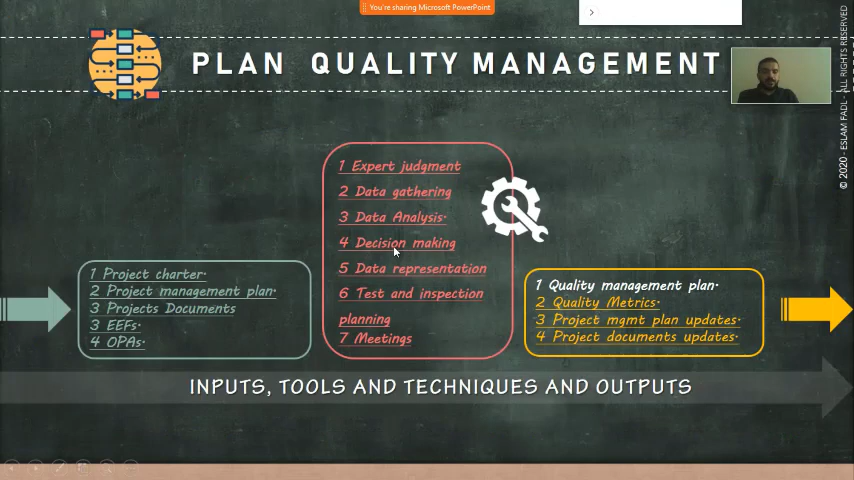 You're sharing Microsoft PowerPoint
PLAN QUALITY MANAGEMENT
© 2020 - ESLAM FADL - ALL RIGHTS RESERVED
1 Expert judgment
2 Data gathering
3 Data Analysis.
4 Decision making
5 Data representation
6 Test and inspection
planning
7 Meetings
1 Project charter.
2 Project management plan.
3 Projects Documents
3 EEFs.
4 OPAs.
1 Quality management plan.
2 Quality Metrics.
3 Project mgmt plan updates.
4 Project documents updates.
INPUTS, TOOLS AND TECHNIQUES AND OUTPUTS